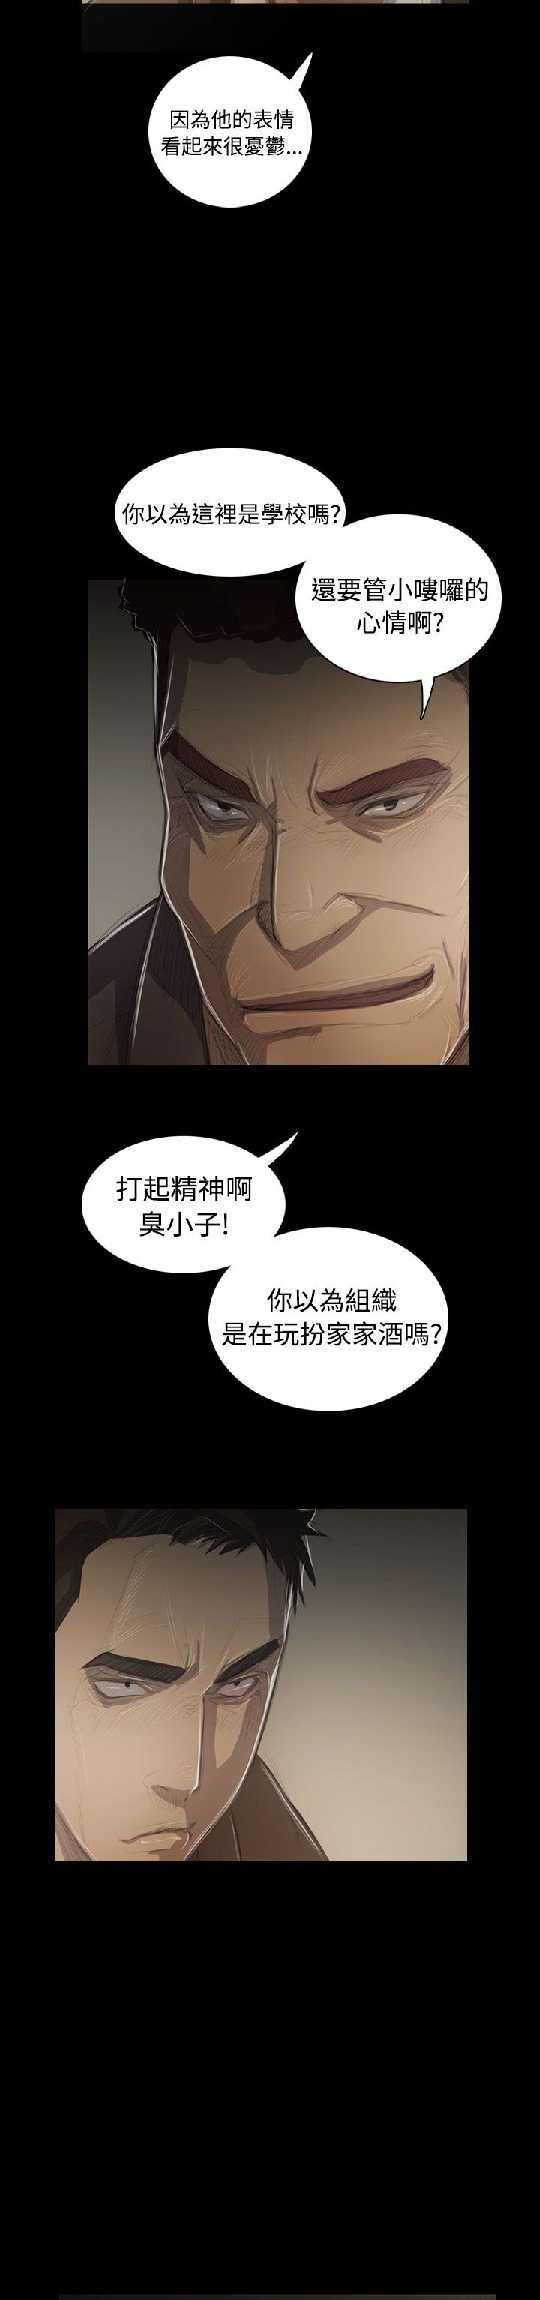 因為他的表情
看起來很憂鬱...
你以為這裡是學校嗎?
還要管小嘍囉的
心情啊?
打起精神啊
臭小子!
你以為組織
是在玩扮家家酒嗎?